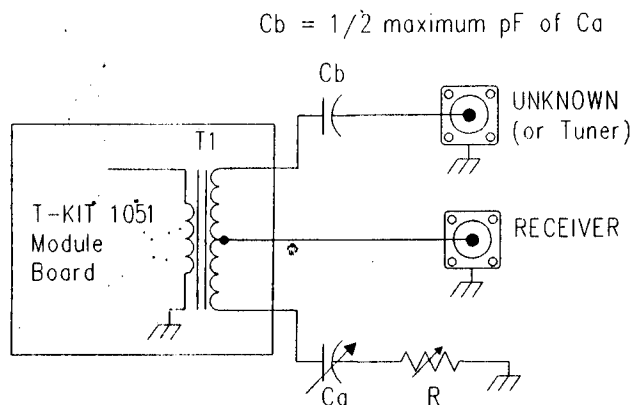 Cb = 1/2 maximum pF of Ca
Cb
UNKNOWN
(or Tuner)
T1
T-KIT 1051
Module
Board
RECEIVER
Ca
R